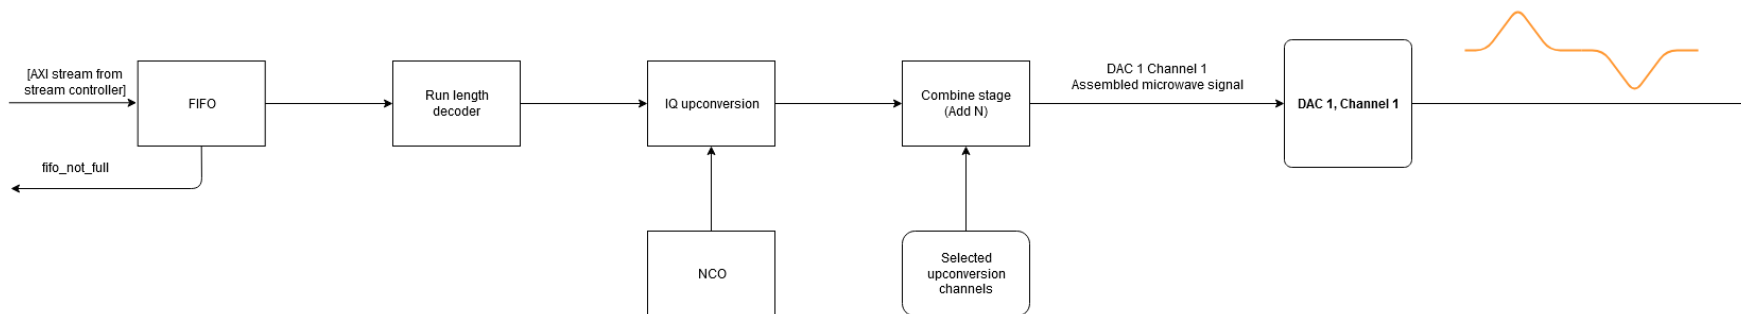 [AXI stream from
stream controller]
FIFO
fifo_not_full
Run length
decoder
IQ upconversion
NCO
Combine stage
(Add N)
Selected
upconversion
channels
DAC 1 Channel 1
Assembled microwave signal
DAC 1, Channel 1